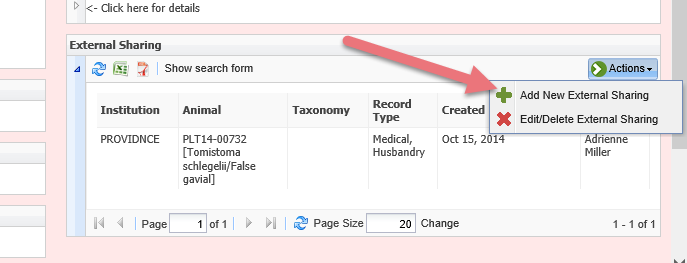 <- Click here for details
External Sharing
Show search form
Actions
Add New External Sharing
Edit/Delete External Sharing
Institution Animal Taxonomy Record Type Created
PROVIDNCE PLT14-00732 [Tomistoma schlegelii/False gavial] Medical, Husbandry Oct 15, 2014 Adrienne Miller
Page 1 of 1 Page Size 20 Change 1 - 1 of 1